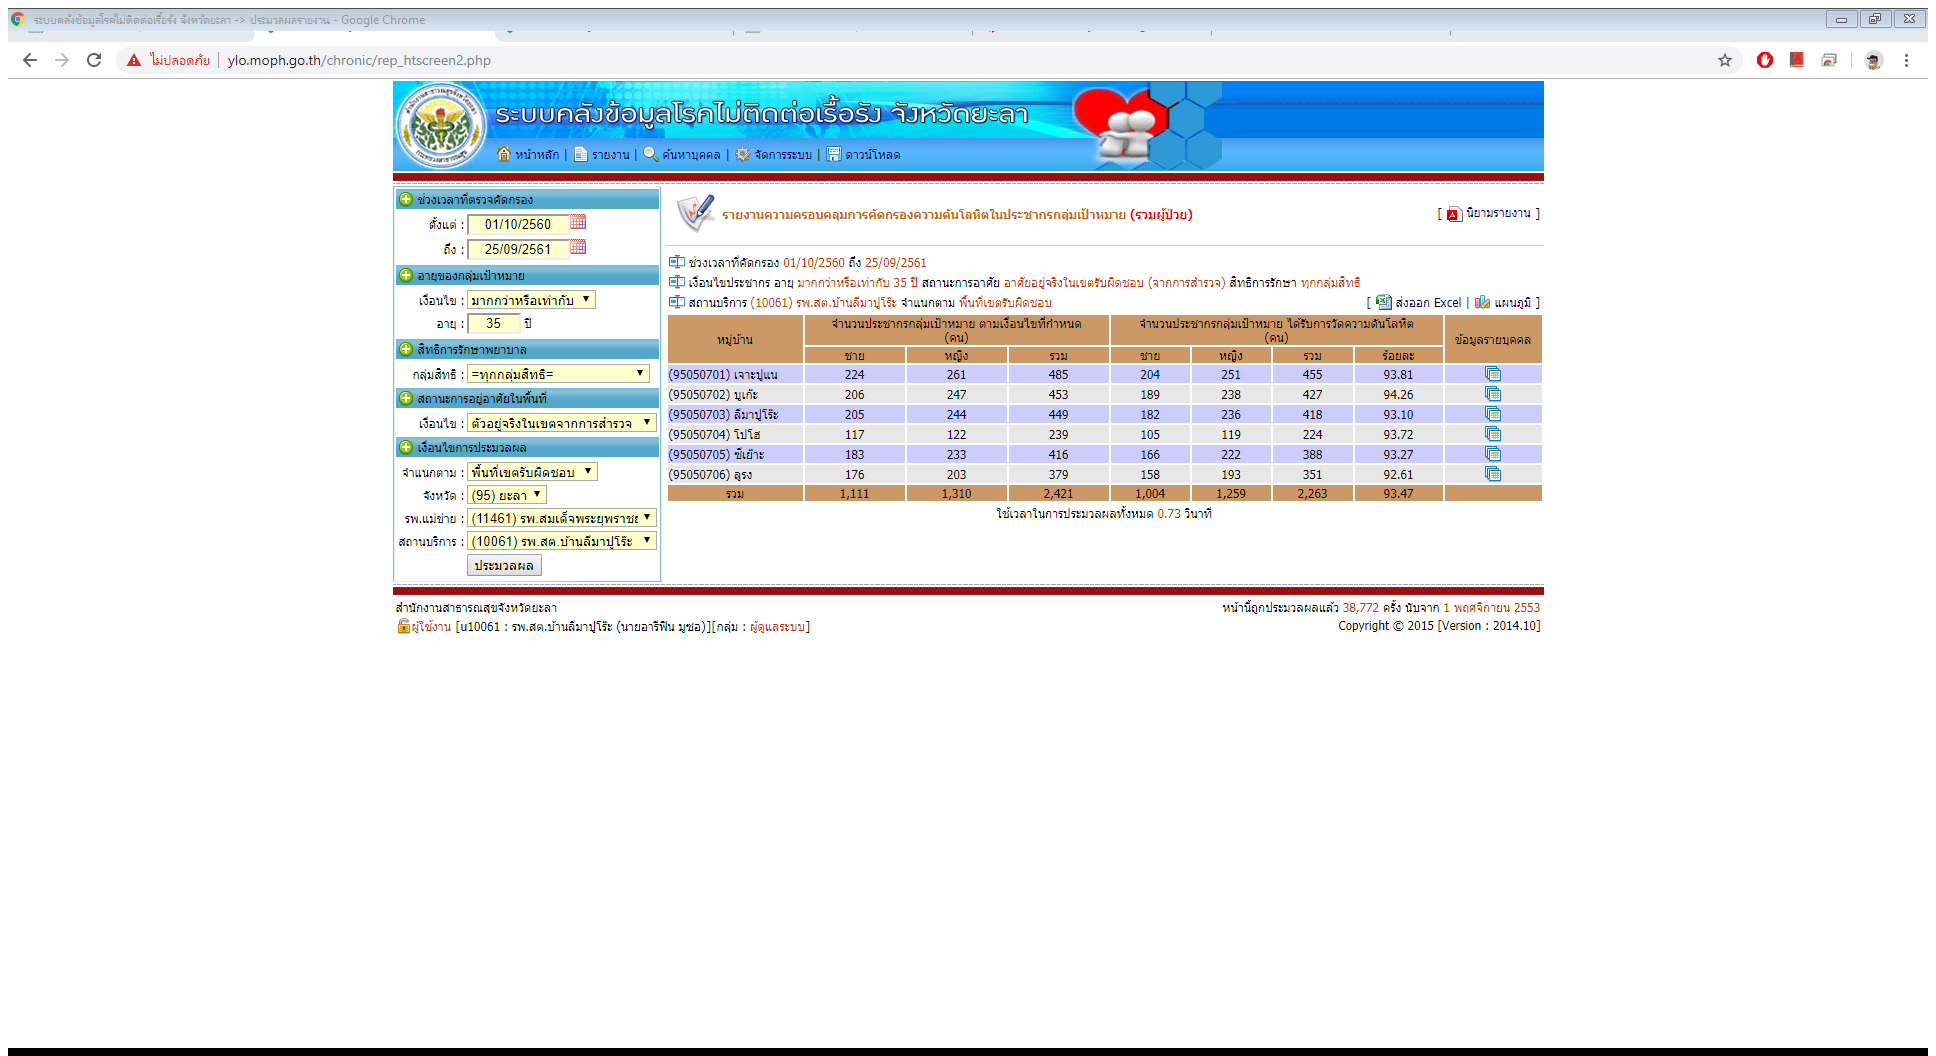 ระบบคลังข้อมูลโรคไม่ติดต่อเรื้อรัง จังหวัดยะลา -> ประมวลผลรายงาน - Google Chrome
ไม่ปลอดภัย | ylo.moph.go.th/chronic/rep_htscreen2.php
ระบบคลังข้อมูลโรคไม่ติดต่อเรื้อรัง จังหวัดยะลา
หน้าหลัก | รายงาน | ค้นหาบุคคล | จัดการระบบ | ดาวน์โหลด
ช่วงเวลาที่ตรวจคัดกรอง
ตั้งแต่ : 01/10/2560
ถึง : 25/09/2561
อายุของกลุ่มเป้าหมาย
เงื่อนไข : มากกว่าหรือเท่ากับ
อายุ : 35 ปี
สิทธิการรักษาพยาบาล
กลุ่มสิทธิ : =ทุกกลุ่มสิทธิ=
สถานะการอยู่อาศัยในพื้นที่
เงื่อนไข : ตัวอยู่จริงในเขตจากการสำรวจ
เงื่อนไขการประมวลผล
จำแนกตาม : พื้นที่เขตรับผิดชอบ
จังหวัด : (95) ยะลา
รพ.แม่ข่าย : (11461) รพ.สมเด็จพระยุพราชย
สถานบริการ : (10061) รพ.สต.บ้านลีมาปูโร๊ะ
ประมวลผล
รายงานความครอบคลุมการคัดกรองความดันโลหิตในประชากรกลุ่มเป้าหมาย (รวมผู้ป่วย)
[ นิยามรายงาน ]
ช่วงเวลาที่คัดกรอง 01/10/2560 ถึง 25/09/2561
เงื่อนไขประชากร อายุ มากกว่าหรือเท่ากับ 35 ปี สถานะการอาศัย อาศัยอยู่จริงในเขตรับผิดชอบ (จากการสำรวจ) สิทธิการรักษา ทุกกลุ่มสิทธิ
สถานบริการ (10061) รพ.สต.บ้านลีมาปูโร๊ะ จำแนกตาม พื้นที่เขตรับผิดชอบ
[ ส่งออก Excel | แผนภูมิ ]
หมู่บ้าน จำนวนประชากรกลุ่มเป้าหมาย ตามเงื่อนไขที่กำหนด (คน) จำนวนประชากรกลุ่มเป้าหมาย ได้รับการวัดความดันโลหิต (คน) ข้อมูลรายบุคคล
ชาย หญิง รวม ชาย หญิง รวม ร้อยละ
(95050701) เจาะปูแน 224 261 485 204 251 455 93.81
(95050702) บูเก๊ะ 206 247 453 189 238 427 94.26
(95050703) ลีมาปูโร๊ะ 205 244 449 182 236 418 93.10
(95050704) โปโฮ 117 122 239 105 119 224 93.72
(95050705) ซีเย๊าะ 183 233 416 166 222 388 93.27
(95050706) ลูรง 176 203 379 158 193 351 92.61
รวม 1,111 1,310 2,421 1,004 1,259 2,263 93.47
ใช้เวลาในการประมวลผลทั้งหมด 0.73 วินาที
สำนักงานสาธารณสุขจังหวัดยะลา
ผู้ใช้งาน [u10061 : รพ.สต.บ้านลีมาปูโร๊ะ (นายอารีฟิน มูซอ)][กลุ่ม : ผู้ดูแลระบบ]
หน้านี้ถูกประมวลผลแล้ว 38,772 ครั้ง นับจาก 1 พฤศจิกายน 2553
Copyright © 2015 [Version : 2014.10]